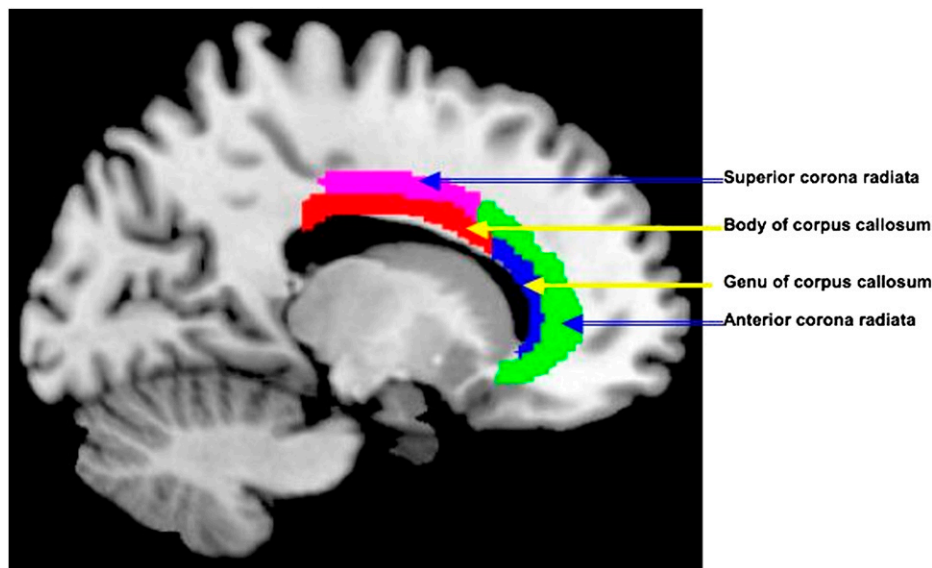 Superior corona radiata
Body of corpus callosum
Genu of corpus callosum
Anterior corona radiata